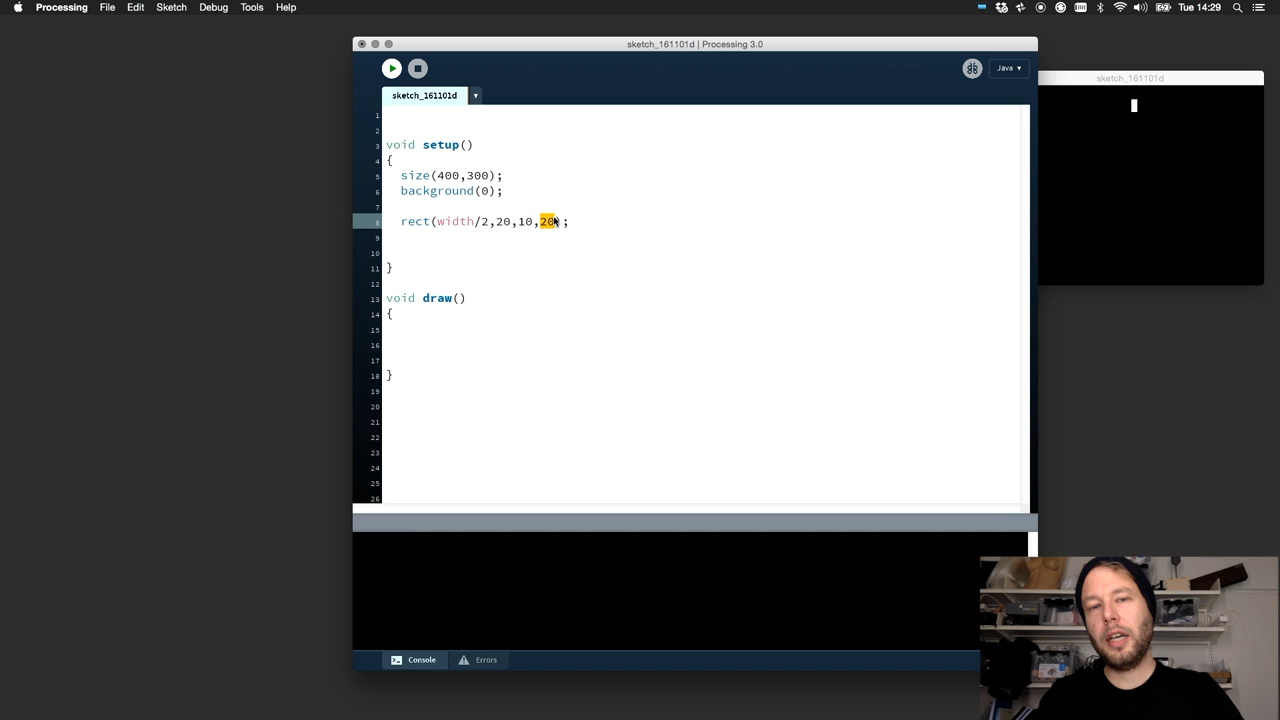 Processing File Edit Sketch Debug Tools Help Tue 14:29
sketch_161101d | Processing 3.0
Java ▾
sketch_161101d
sketch_161101d
1
2
3 void setup()
4 {
5 size(400,300);
6 background(0);
7
8 rect(width/2,20,10,20);
9
10
11 }
12
13 void draw()
14 {
15
16
17
18 }
19
20
21
22
23
24
25
26
Console Errors